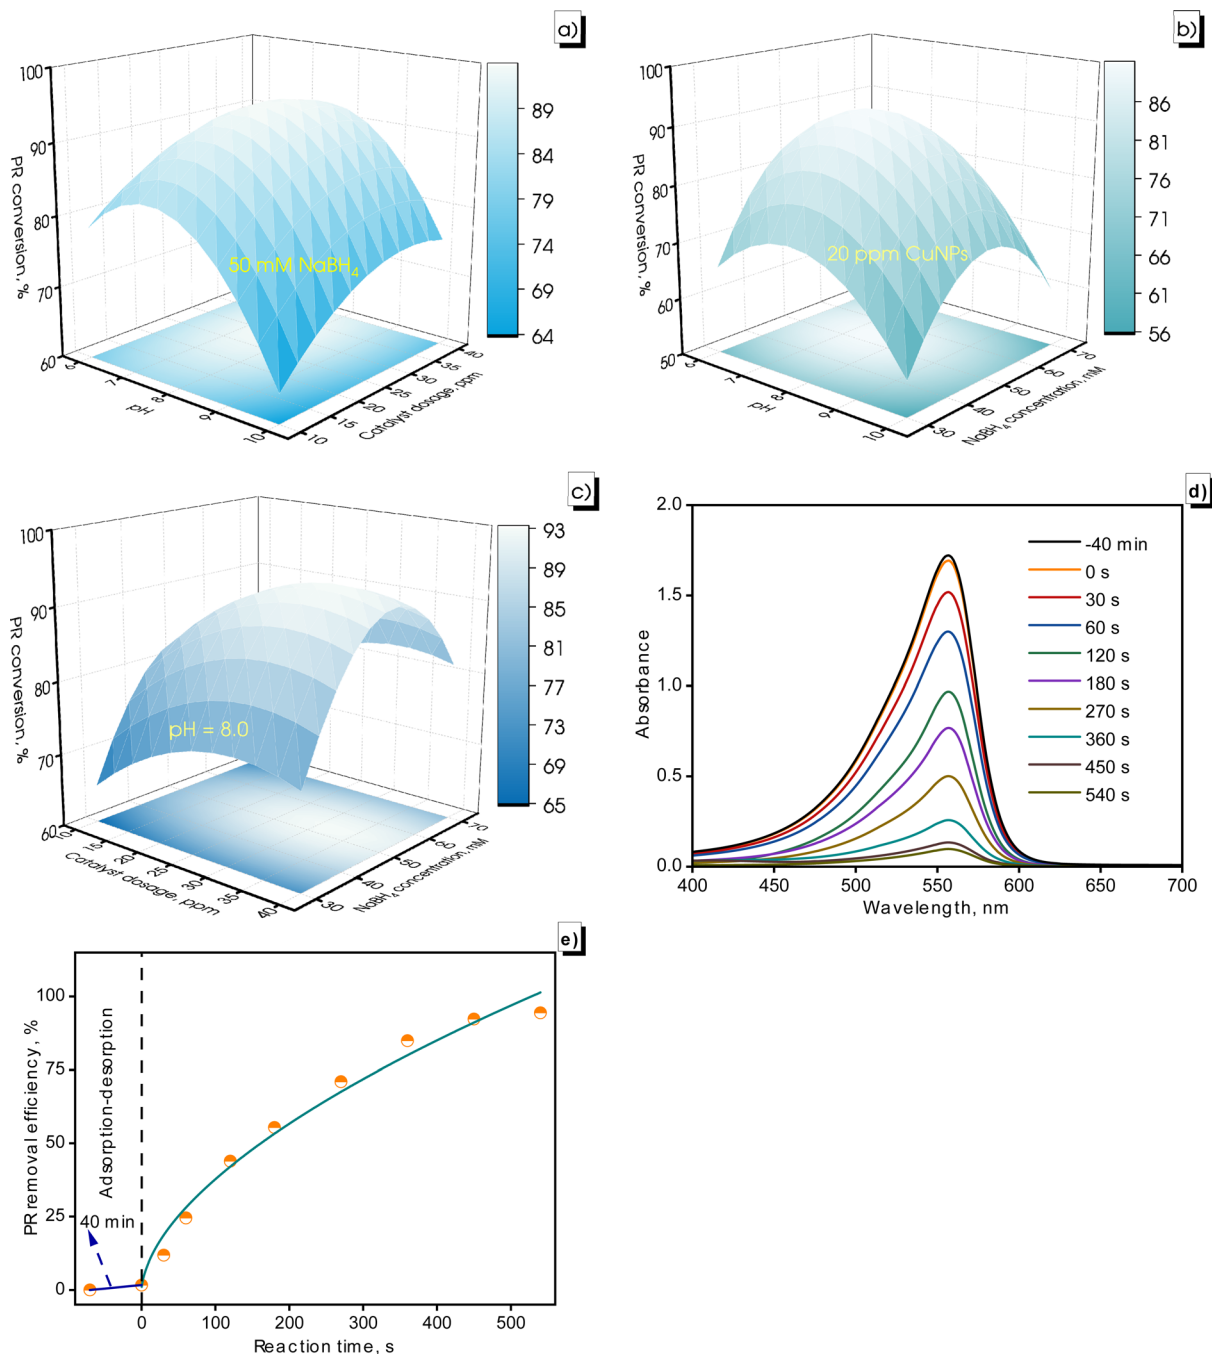 a)
100
90
80
70
60
PR conversion, %
6
7
8
9
10
pH
10
15
20
25
30
35
40
Catalyst dosage, ppm
50 mM NaBH4
89
84
79
74
69
64
b)
100
90
80
70
60
50
PR conversion, %
6
7
8
9
10
pH
30
40
50
60
70
NaBH4 concentration, mM
20 ppm CuNPs
86
81
76
71
66
61
56
c)
100
90
80
70
60
PR conversion, %
10
15
20
25
30
35
40
Catalyst dosage, ppm
30
40
50
60
70
NaBH4 concentration, mM
pH = 8.0
93
89
85
81
77
73
69
65
d)
2.0
1.5
1.0
0.5
0.0
Absorbance
400
450
500
550
600
650
700
Wavelength, nm
-40 min
0 s
30 s
60 s
120 s
180 s
270 s
360 s
450 s
540 s
e)
100
75
50
25
0
PR removal efficiency, %
Adsorption-desorption
40 min
0
100
200
300
400
500
Reaction time, s